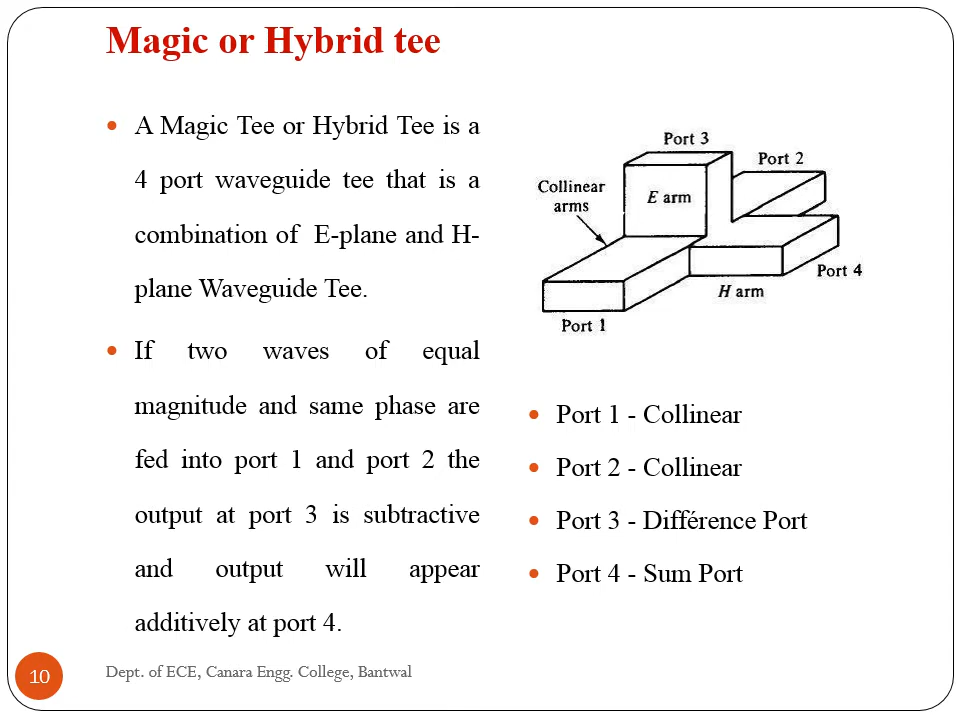 Magic or Hybrid tee
• A Magic Tee or Hybrid Tee is a
4 port waveguide tee that is a
combination of E-plane and H-
plane Waveguide Tee.
• If two waves of equal
magnitude and same phase are
fed into port 1 and port 2 the
output at port 3 is subtractive
and output will appear
additively at port 4.
Port 3
Port 2
Collinear
arms
E arm
Port 4
H arm
Port 1
• Port 1 - Collinear
• Port 2 - Collinear
• Port 3 - Différence Port
• Port 4 - Sum Port
10
Dept. of ECE, Canara Engg. College, Bantwal